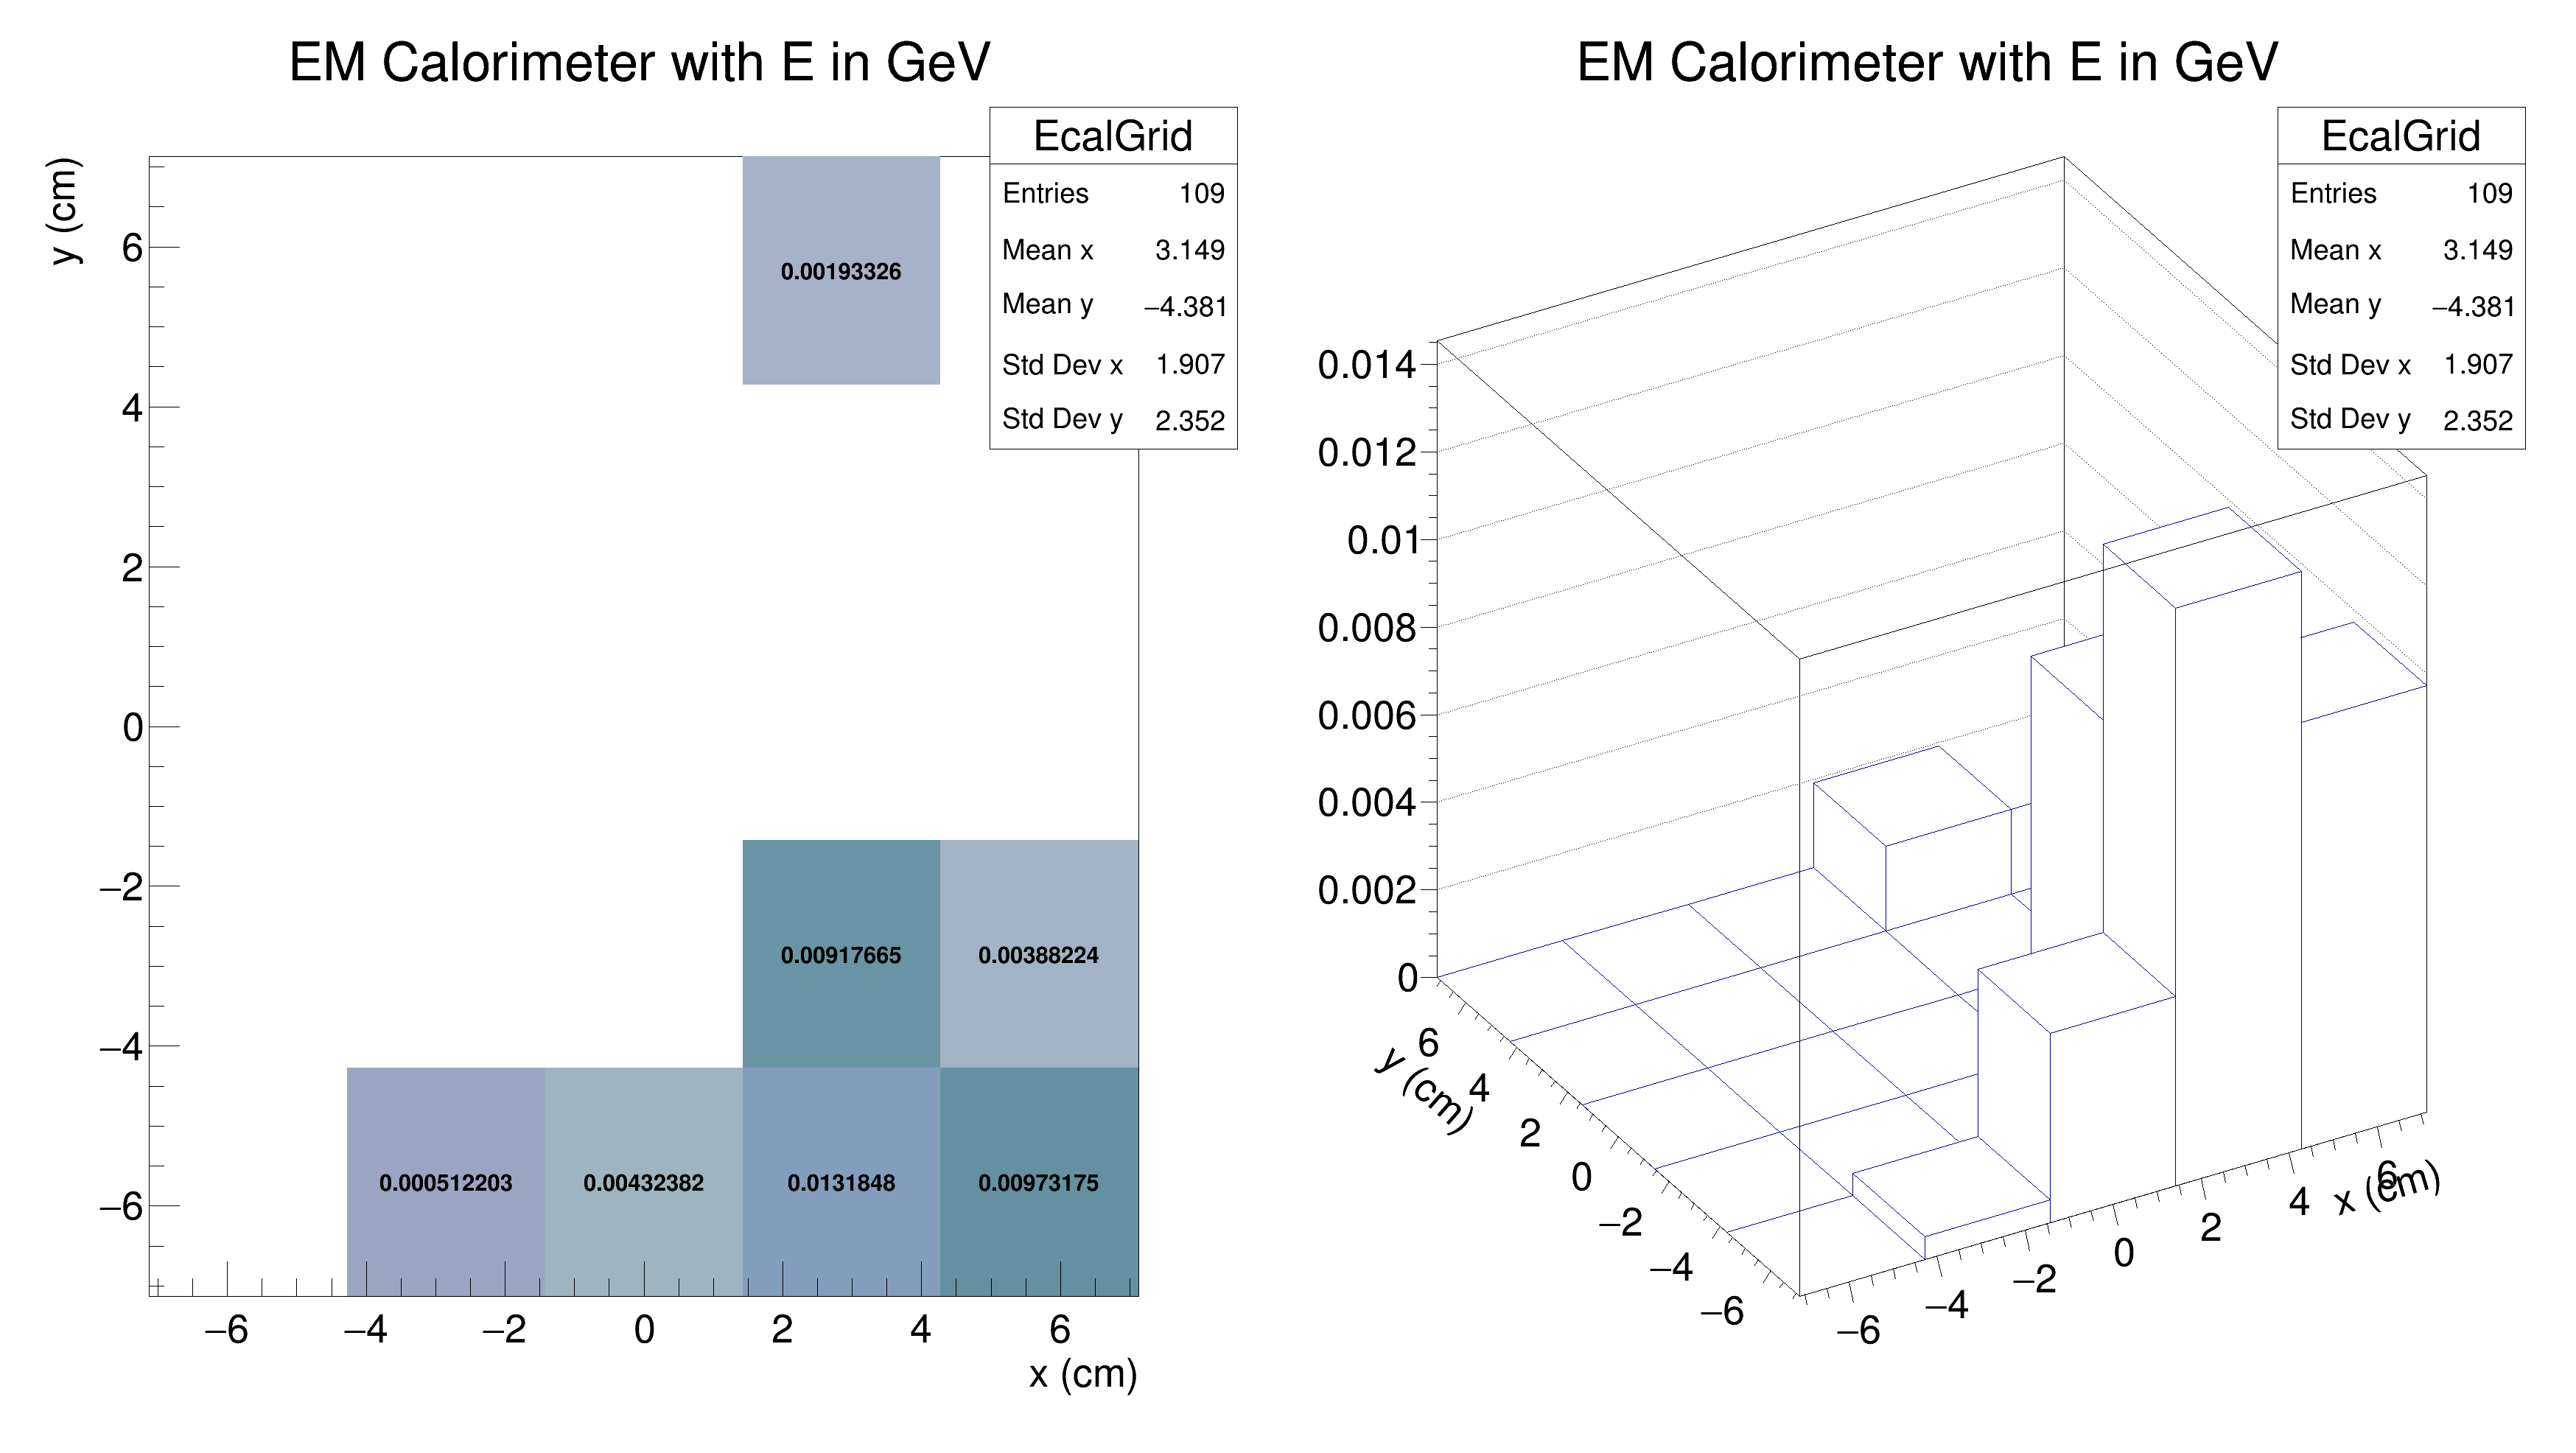 EM Calorimeter with E in GeV
EcalGrid
Entries 109
Mean x 3.149
Mean y −4.381
Std Dev x 1.907
Std Dev y 2.352
y (cm)
6
4
2
0
−2
−4
−6
0.00193326
0.00917665 0.00388224
0.000512203 0.00432382 0.0131848 0.00973175
−6 −4 −2 0 2 4 6
x (cm)
EM Calorimeter with E in GeV
EcalGrid
Entries 109
Mean x 3.149
Mean y −4.381
Std Dev x 1.907
Std Dev y 2.352
0.014
0.012
0.01
0.008
0.006
0.004
0.002
0
y (cm)
6
4
2
0
−2
−4
−6
−6 −4 −2 0 2 4 6
x (cm)